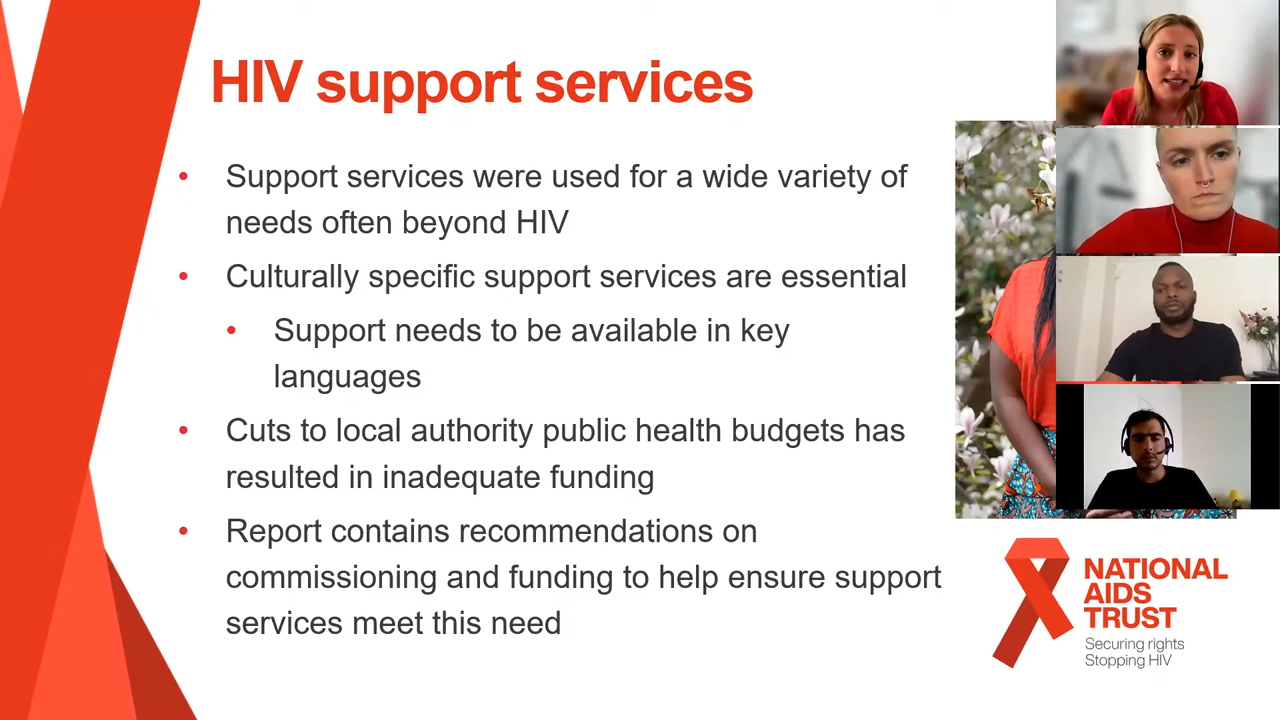 HIV support services
• Support services were used for a wide variety of
needs often beyond HIV
• Culturally specific support services are essential
• Support needs to be available in key
languages
• Cuts to local authority public health budgets has
resulted in inadequate funding
• Report contains recommendations on
commissioning and funding to help ensure support
services meet this need
NATIONAL
AIDS
TRUST
Securing rights
Stopping HIV